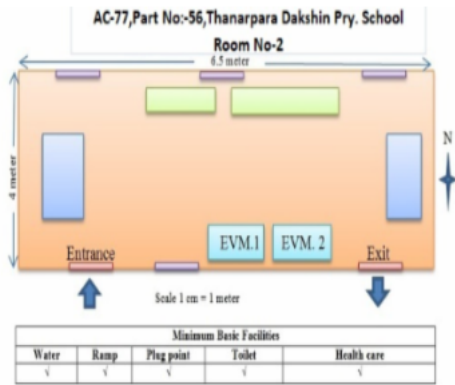 AC-77,Part No:-56,Thanarpara Dakshin Pry. School
Room No-2
6.5 meter
4 meter
N
EVM.1 EVM. 2
Entrance Exit
Scale 1 cm = 1 meter
Minimum Basic Facilities
Water Ramp Plug point Toilet Health care
√ √ √ √ √